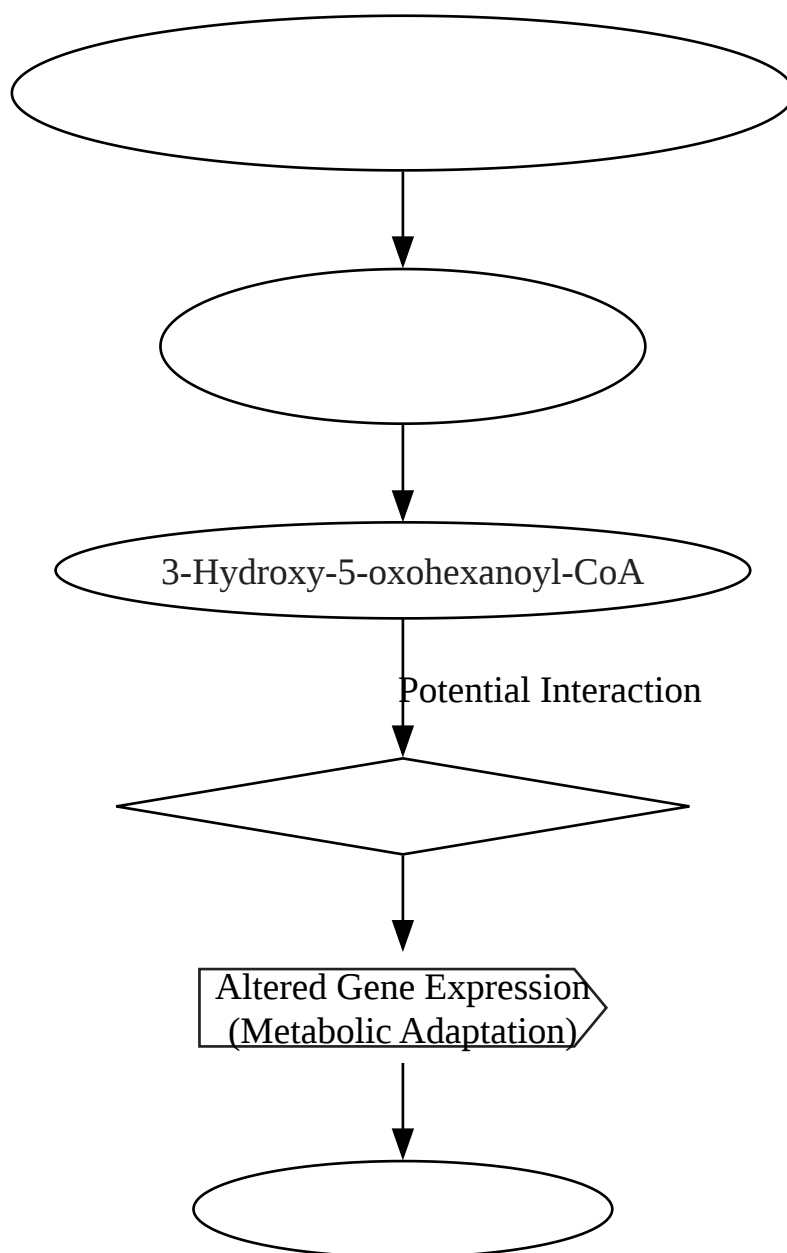 3-Hydroxy-5-oxohexanoyl-CoA
Potential Interaction
Altered Gene Expression
(Metabolic Adaptation)